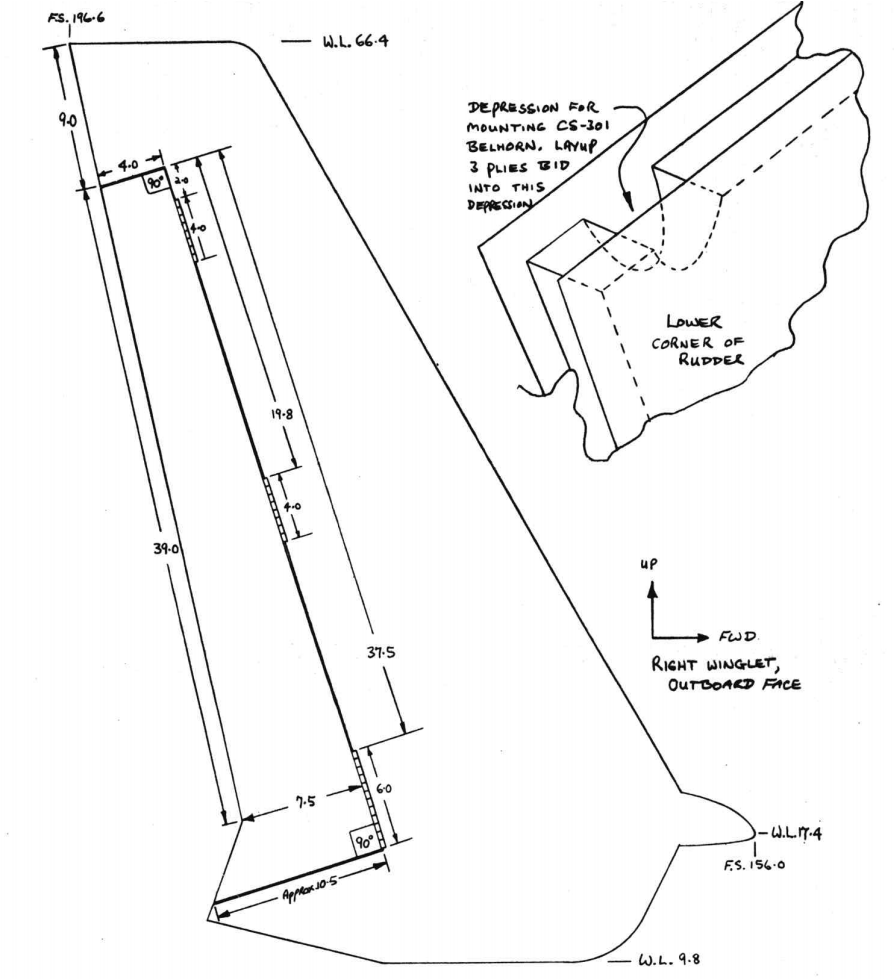 F.S. 196.6
W.L. 66.4
9.0
4.0
90°
2.0
4.0
DEPRESSION FOR
MOUNTING CS-301
BELHORN. LAYUP
3 PLIES BID
INTO THIS
DEPRESSION
LOWER
CORNER OF
RUDDER
19.8
4.0
39.0
UP
FWD.
37.5
RIGHT WINGLET,
OUTBOARD FACE
7.5
6.0
90°
W.L. 17.4
F.S. 156.0
APPROX 10.5
W.L. 9.8